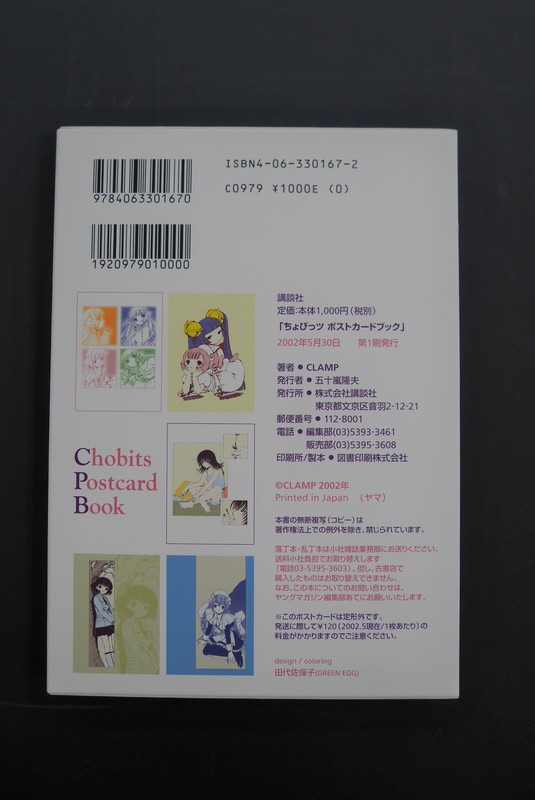 ISBN4-06-330167-2
C0979 ¥1000E (0)
9784063301670
1920979010000
講談社
定価:本体1,000円(税別)
「ちょびっツ ポストカードブック」
2002年5月30日 第1刷発行
著者 ● CLAMP
発行者 ● 五十嵐隆夫
発行所 ● 株式会社講談社
東京都文京区音羽2-12-21
郵便番号 ● 112-8001
電話 ● 編集部(03)5393-3461
販売部(03)5395-3608
印刷所/製本 ● 図書印刷株式会社
Chobits
Postcard
Book
©CLAMP 2002年
Printed in Japan (ヤマ)
本書の無断複写(コピー)は
著作権法上での例外を除き、禁じられています。
落丁本・乱丁本は小社雑誌業務部にお送りください。
送料小社負担でお取り替えします
(電話03-5395-3603)。但し、古書店で
購入したものはお取り替えできません。
なお、この本についてのお問い合わせは、
ヤングマガジン編集部あてにお願いいたします。
※このポストカードは定形外です。
発送に際して¥120(2002.5現在/1枚あたり)の
料金がかかりますのでご注意ください。
design / coloring
田代佐保子(GREEN EGG)